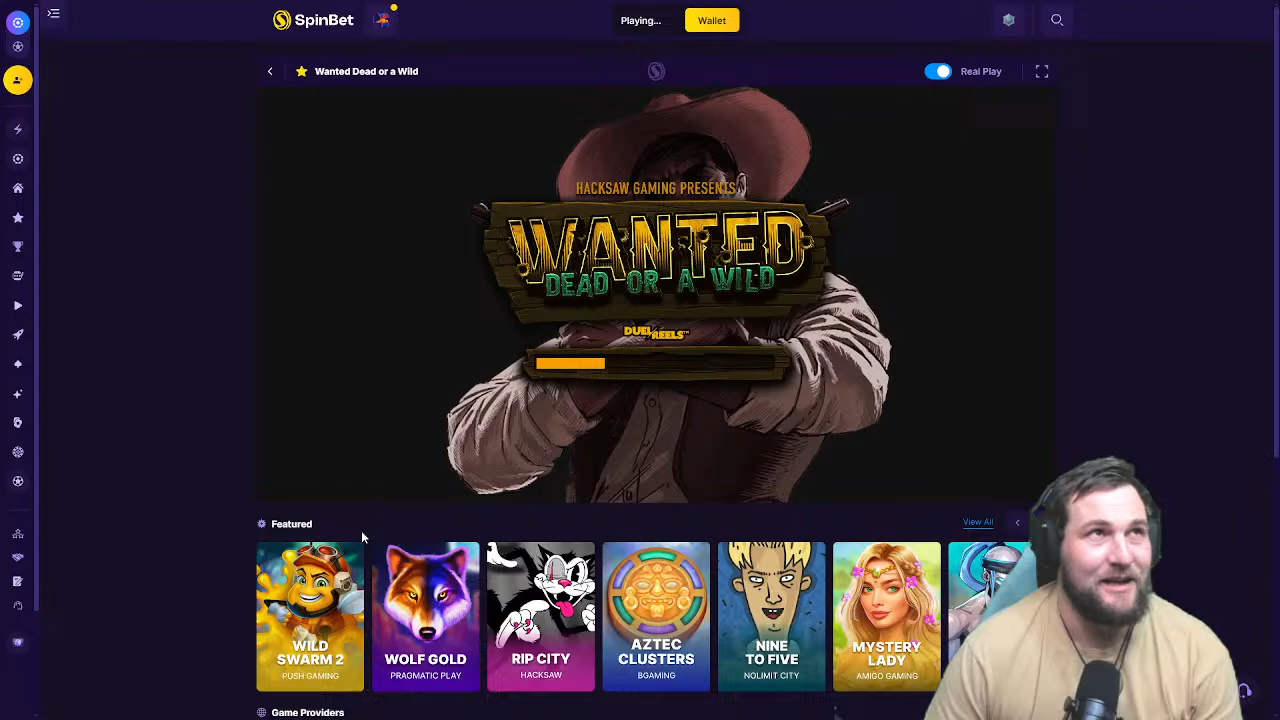 SpinBet
Playing...
Wallet
Wanted Dead or a Wild
Real Play
HACKSAW GAMING PRESENTS
WANTED
DEAD OR A WILD
DUEL REELS™
Featured
View All
WILD
SWARM 2
PUSH GAMING
WOLF GOLD
PRAGMATIC PLAY
RIP CITY
HACKSAW
AZTEC
CLUSTERS
BGAMING
NINE
TO FIVE
NOLIMIT CITY
MYSTERY
LADY
AMIGO GAMING
Game Providers